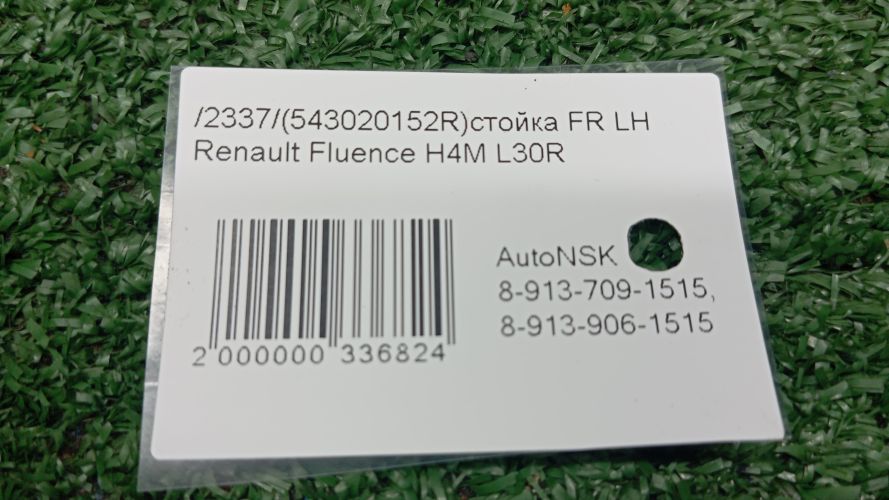 /2337/(543020152R)стойка FR LH
Renault Fluence H4M L30R
AutoNSK
8-913-709-1515,
8-913-906-1515
2 000000 336824